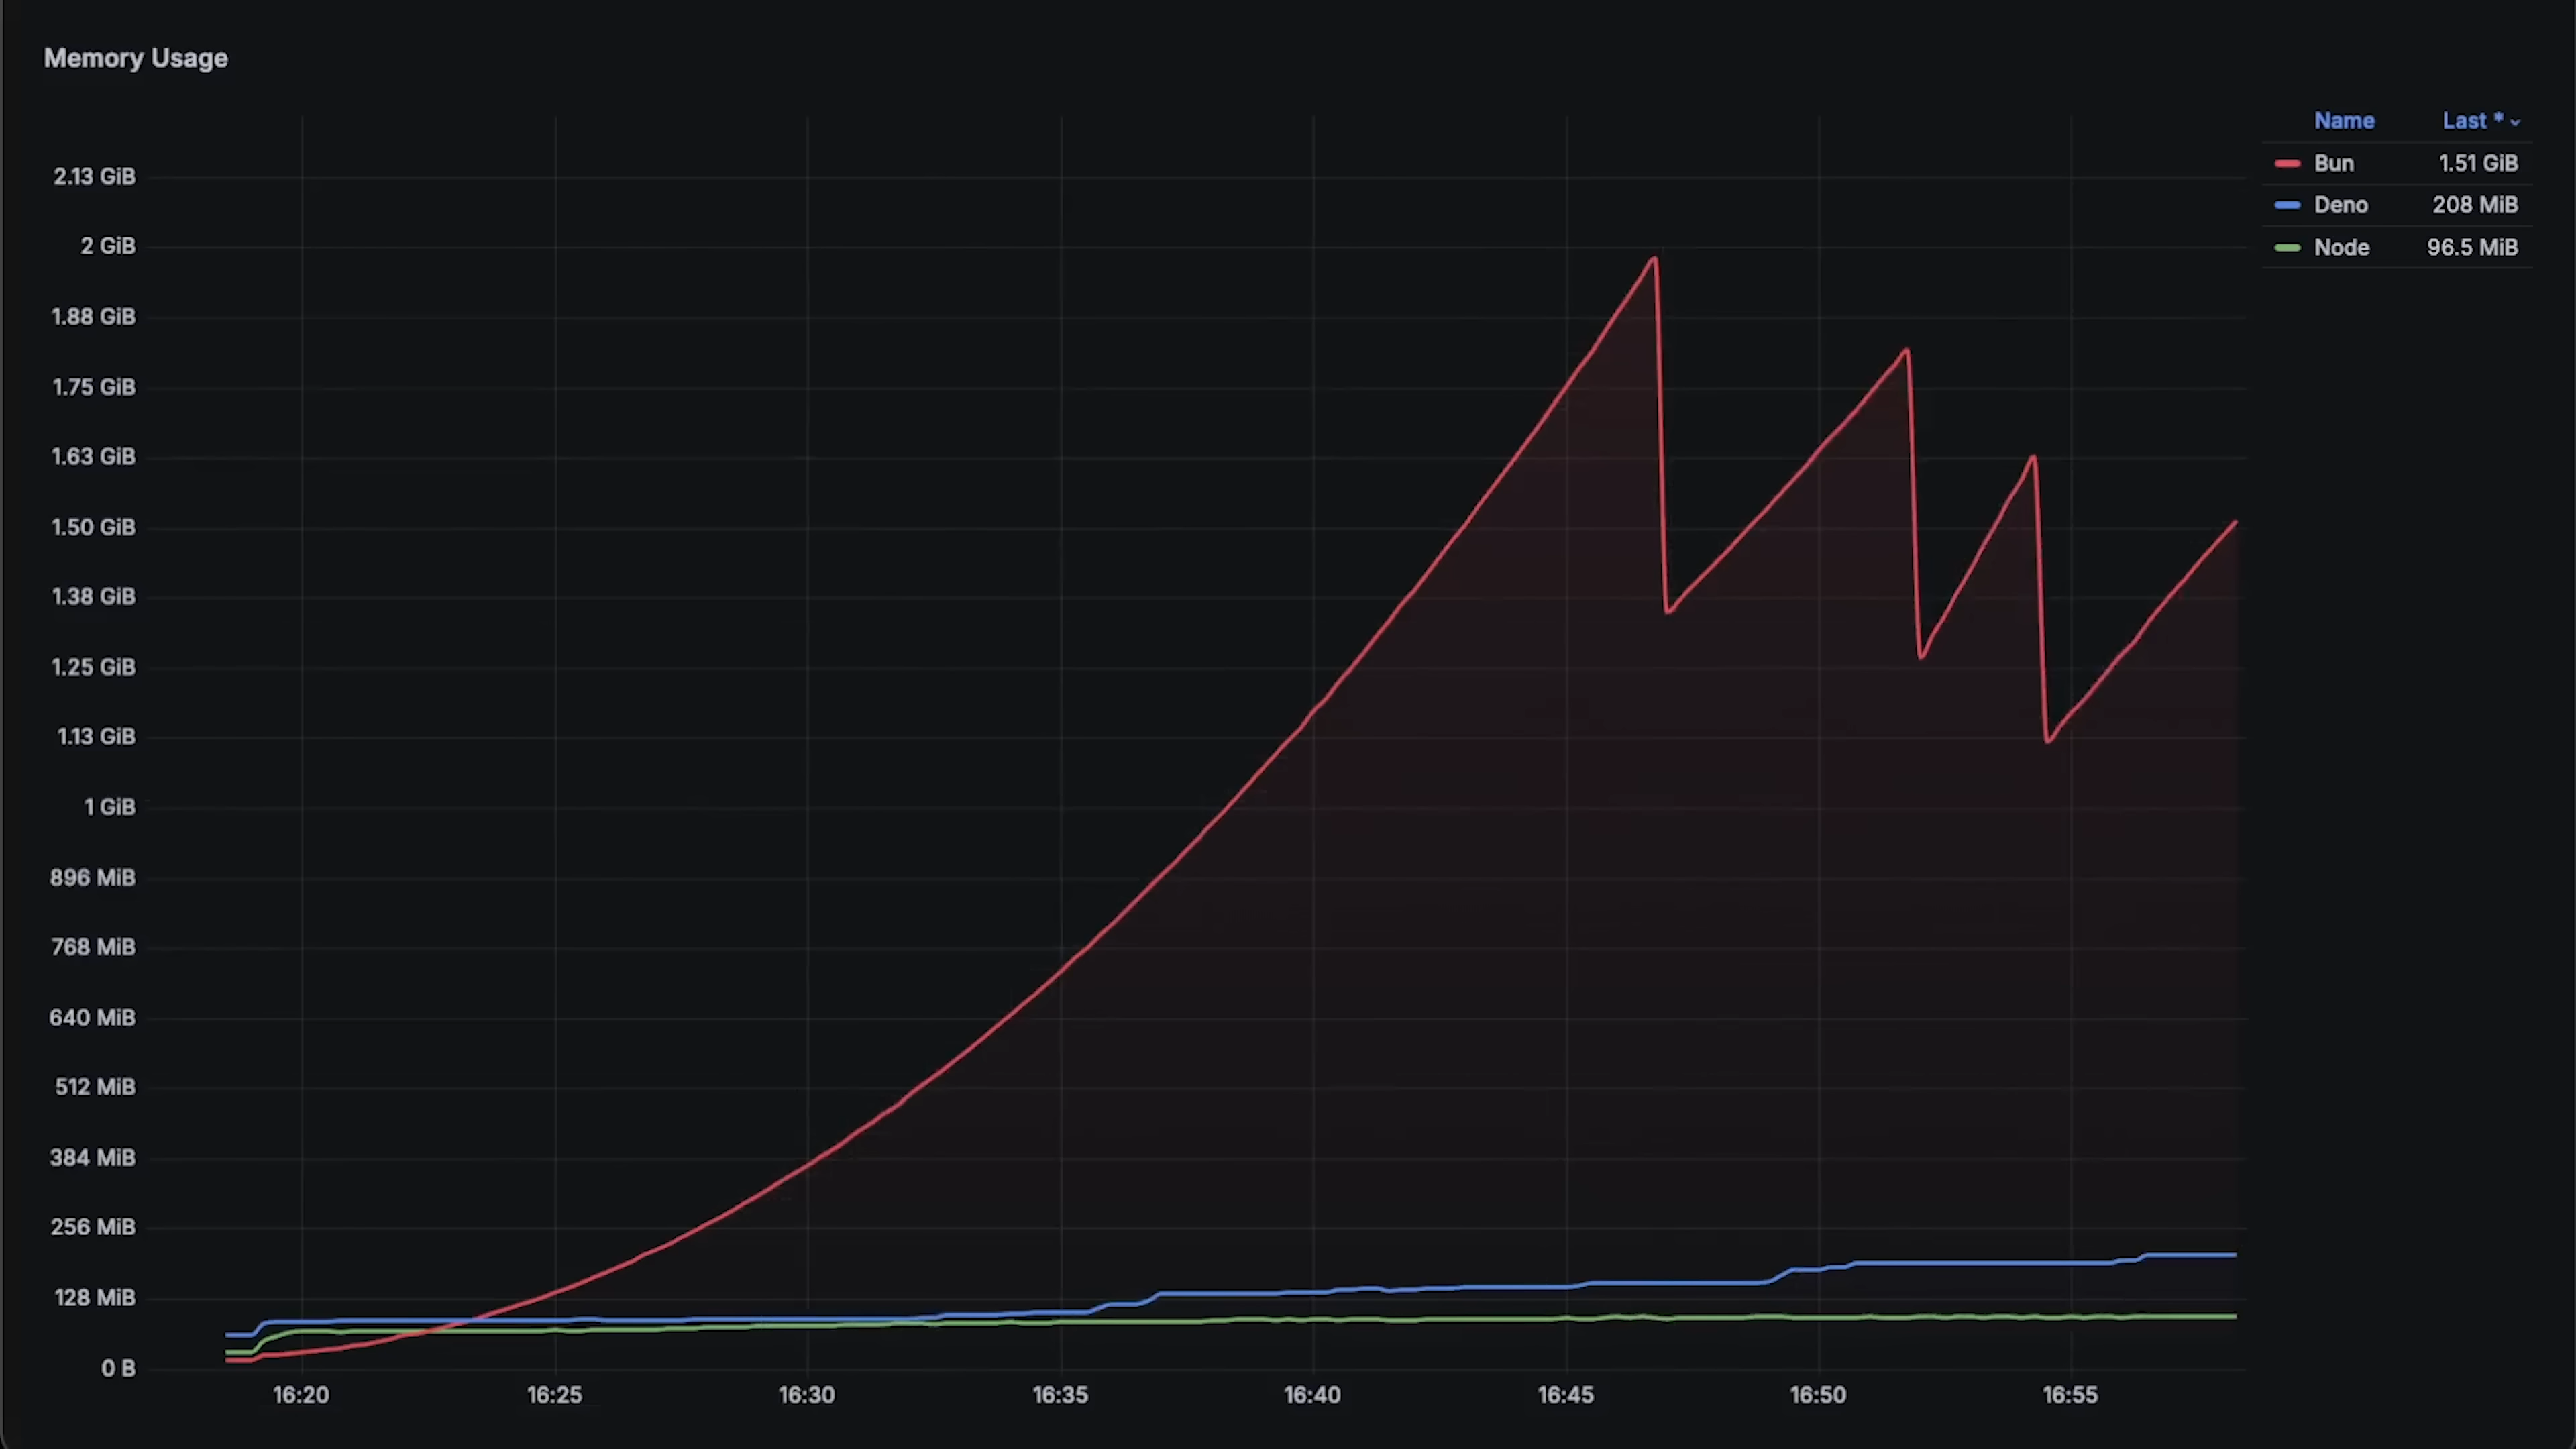 Memory Usage
Name Last *
Bun 1.51 GiB
Deno 208 MiB
Node 96.5 MiB
2.13 GiB
2 GiB
1.88 GiB
1.75 GiB
1.63 GiB
1.50 GiB
1.38 GiB
1.25 GiB
1.13 GiB
1 GiB
896 MiB
768 MiB
640 MiB
512 MiB
384 MiB
256 MiB
128 MiB
0 B
16:20 16:25 16:30 16:35 16:40 16:45 16:50 16:55